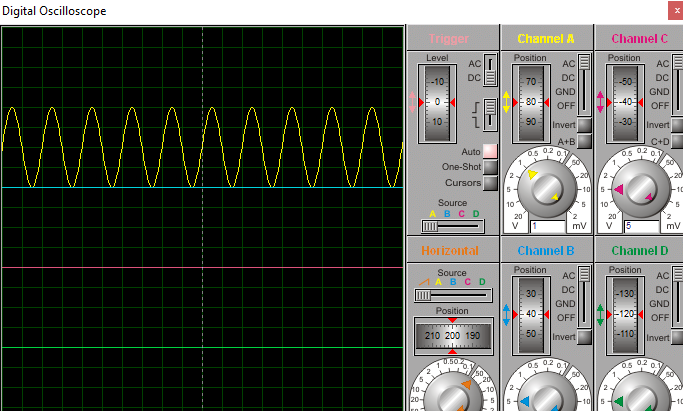 Digital Oscilloscope
x
Trigger
Level
-10
0
10
AC
DC
Auto
One-Shot
Cursors
Source
A B C D
Channel A
Position
70
80
90
AC
DC
GND
OFF
Invert
A+B
20 10 5 2 1 0.5 0.2 0.1 50 20 10 5 2
V
1
mV
Channel C
Position
-50
-40
-30
AC
DC
GND
OFF
Invert
C+D
20 10 5 2 1 0.5 0.2 0.1 50 20 10 5 2
V
5
mV
Horizontal
Source
A B C D
Position
210 200 190
Channel B
Position
30
40
50
AC
DC
GND
OFF
Invert
Channel D
Position
-130
-120
-110
AC
DC
GND
OFF
Invert